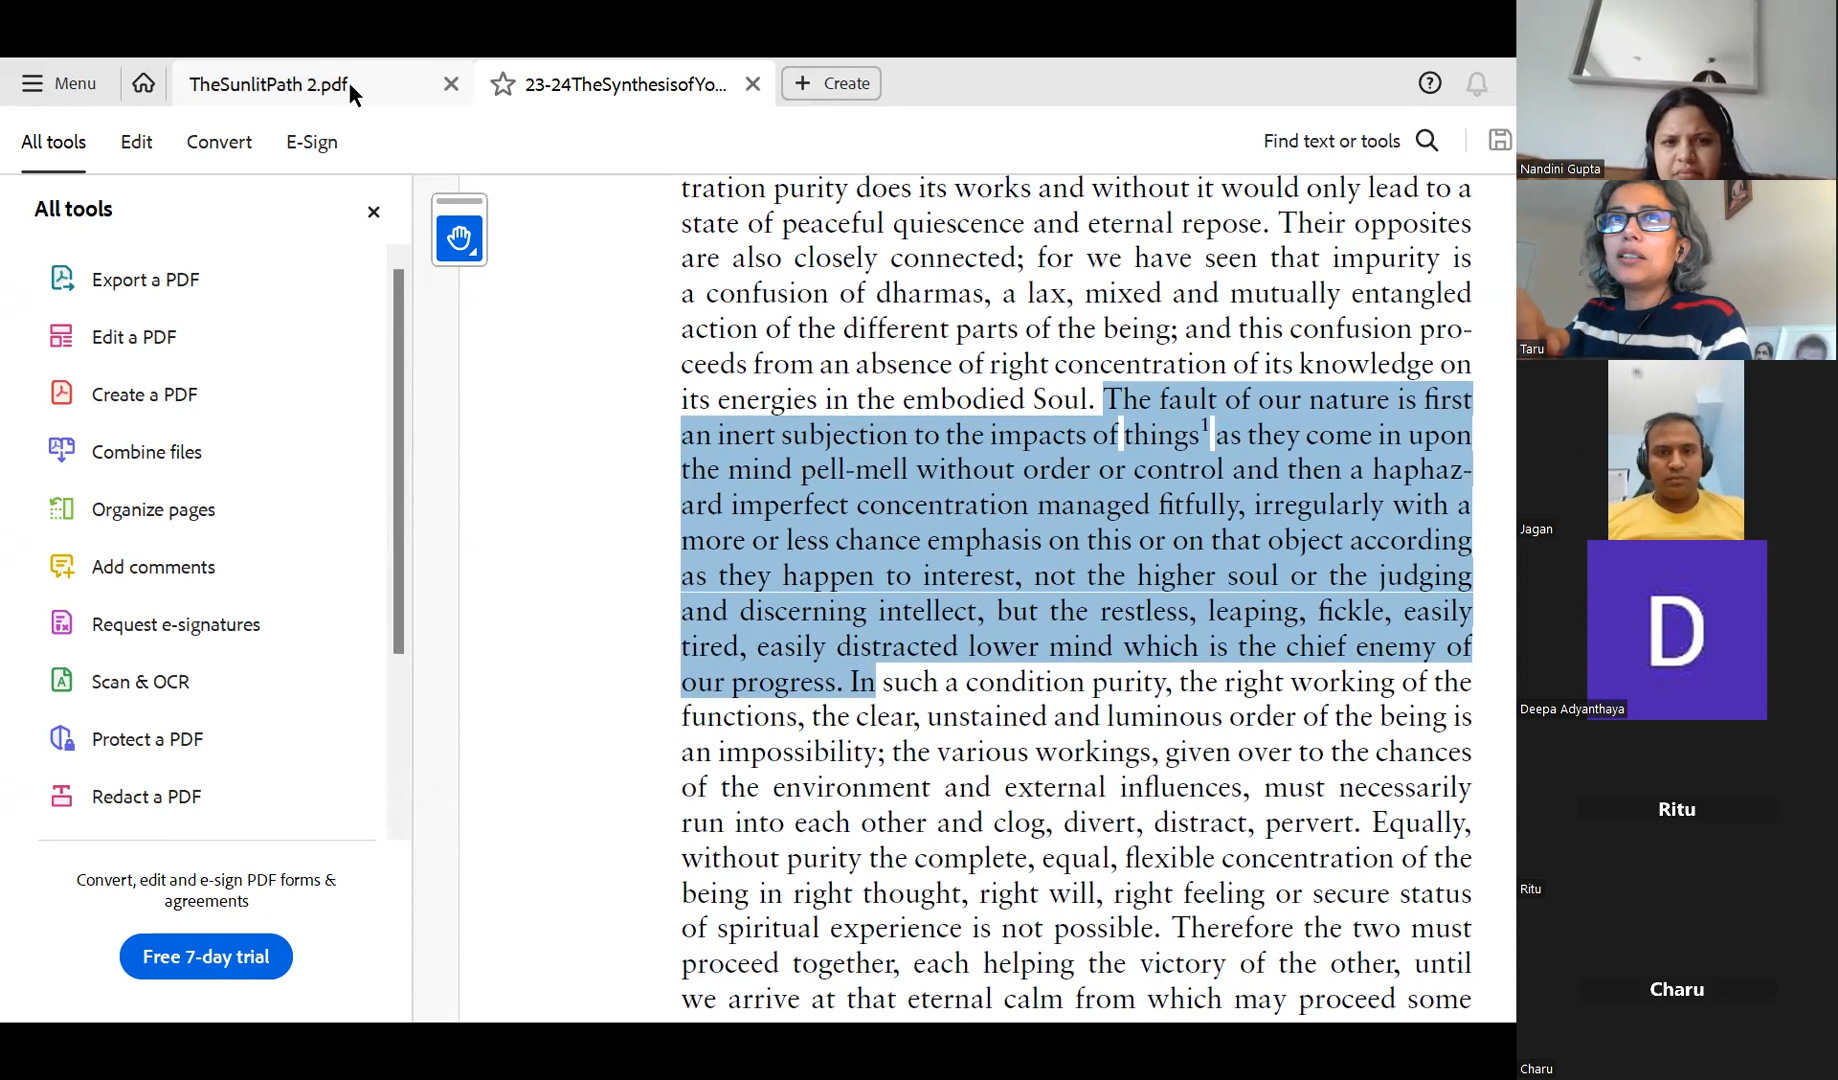 Menu
TheSunlitPath 2.pdf
23-24TheSynthesisofYo...
Create
All tools
Edit
Convert
E-Sign
Find text or tools
All tools
Export a PDF
Edit a PDF
Create a PDF
Combine files
Organize pages
Add comments
Request e-signatures
Scan & OCR
Protect a PDF
Redact a PDF
Convert, edit and e-sign PDF forms &
agreements
Free 7-day trial
tration purity does its works and without it would only lead to a
state of peaceful quiescence and eternal repose. Their opposites
are also closely connected; for we have seen that impurity is
a confusion of dharmas, a lax, mixed and mutually entangled
action of the different parts of the being; and this confusion pro-
ceeds from an absence of right concentration of its knowledge on
its energies in the embodied Soul. The fault of our nature is first
an inert subjection to the impacts of things¹ as they come in upon
the mind pell-mell without order or control and then a haphaz-
ard imperfect concentration managed fitfully, irregularly with a
more or less chance emphasis on this or on that object according
as they happen to interest, not the higher soul or the judging
and discerning intellect, but the restless, leaping, fickle, easily
tired, easily distracted lower mind which is the chief enemy of
our progress. In such a condition purity, the right working of the
functions, the clear, unstained and luminous order of the being is
an impossibility; the various workings, given over to the chances
of the environment and external influences, must necessarily
run into each other and clog, divert, distract, pervert. Equally,
without purity the complete, equal, flexible concentration of the
being in right thought, right will, right feeling or secure status
of spiritual experience is not possible. Therefore the two must
proceed together, each helping the victory of the other, until
we arrive at that eternal calm from which may proceed some
Nandini Gupta
Taru
Jagan
D
Deepa Adyanthaya
Ritu
Ritu
Charu
Charu